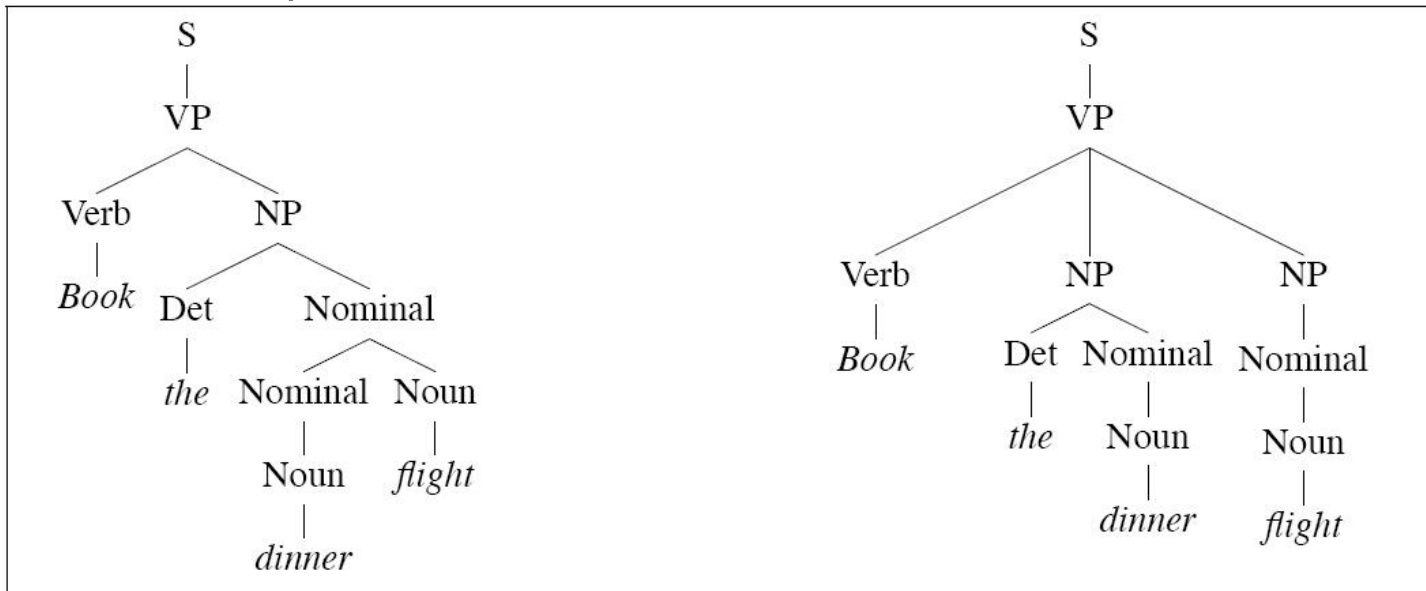 S S
VP VP
Verb NP
Verb NP NP
Book Det Nominal
Book Det Nominal Nominal
the Nominal Noun
the Noun Noun
Noun flight
dinner flight
dinner